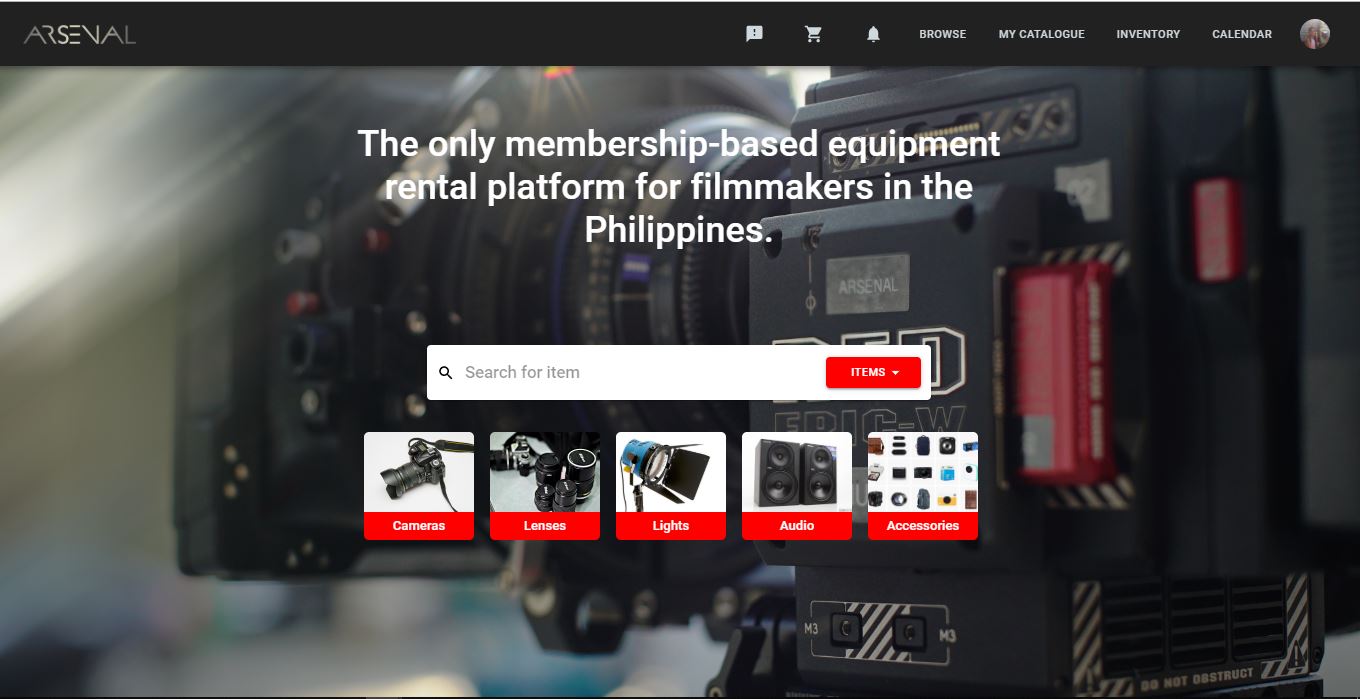 ARSENAL
BROWSE
MY CATALOGUE
INVENTORY
CALENDAR
The only membership-based equipment
rental platform for filmmakers in the
Philippines.
ARSENAL
Search for item
ITEMS
RED
EPIC-W
Cameras
Lenses
Lights
Audio
Accessories
M3
M3
DO NOT OBSTRUCT